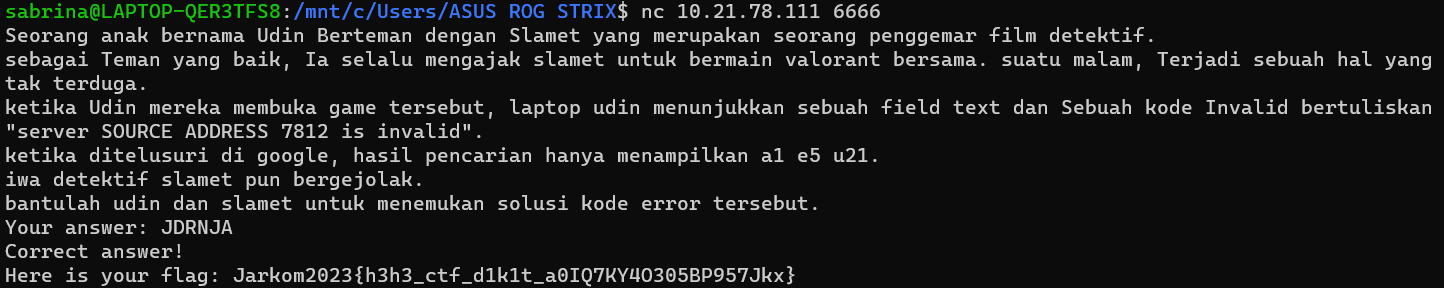 sabrina@LAPTOP-QER3TFS8:/mnt/c/Users/ASUS ROG STRIX$ nc 10.21.78.111 6666
Seorang anak bernama Udin Berteman dengan Slamet yang merupakan seorang penggemar film detektif.
sebagai Teman yang baik, Ia selalu mengajak slamet untuk bermain valorant bersama. suatu malam, Terjadi sebuah hal yang
tak terduga.
ketika Udin mereka membuka game tersebut, laptop udin menunjukkan sebuah field text dan Sebuah kode Invalid bertuliskan
"server SOURCE ADDRESS 7812 is invalid".
ketika ditelusuri di google, hasil pencarian hanya menampilkan a1 e5 u21.
iwa detektif slamet pun bergejolak.
bantulah udin dan slamet untuk menemukan solusi kode error tersebut.
Your answer: JDRNJA
Correct answer!
Here is your flag: Jarkom2023{h3h3_ctf_d1k1t_a0IQ7KY4O305BP957Jkx}